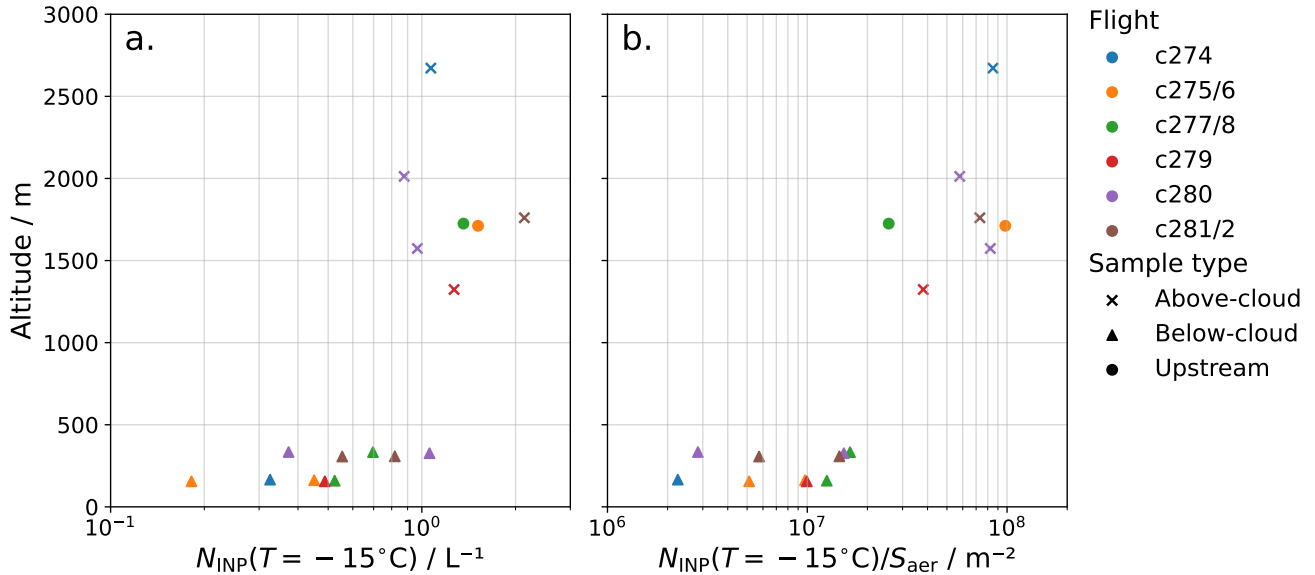 a.
b.
3000
2500
2000
1500
1000
500
0
Altitude / m
10⁻¹
10⁰
N_INP(T = − 15°C) / L⁻¹
10⁶
10⁷
10⁸
N_INP(T = − 15°C)/S_aer / m⁻²
Flight
c274
c275/6
c277/8
c279
c280
c281/2
Sample type
Above-cloud
Below-cloud
Upstream